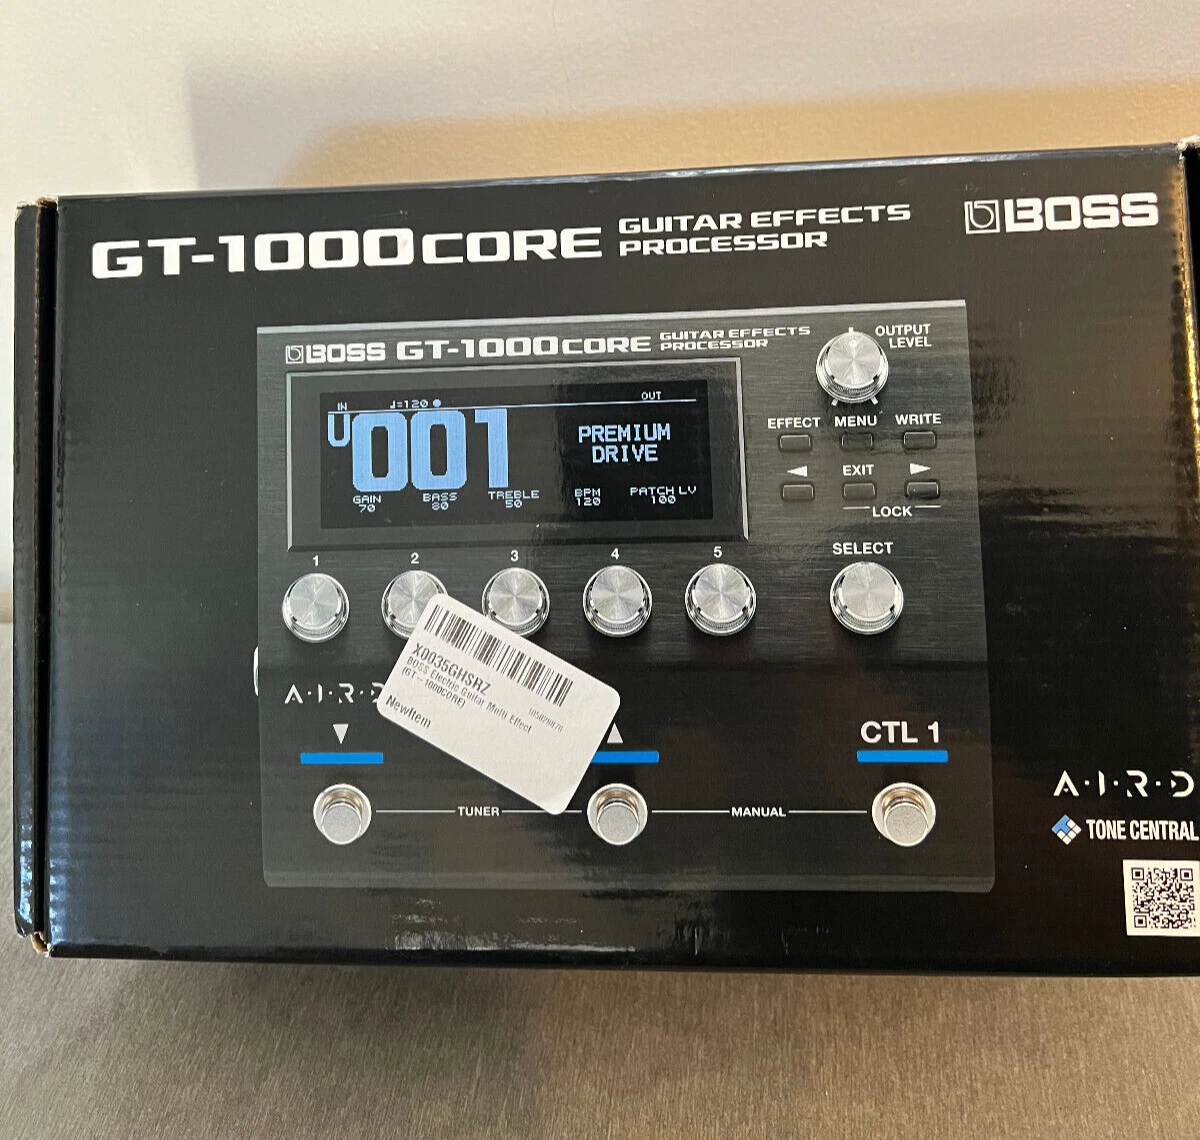 GT-1000CORE GUITAR EFFECTS
PROCESSOR
BOSS
BOSS GT-1000CORE GUITAR EFFECTS
PROCESSOR
OUTPUT
LEVEL
IN ♩=120 OUT
U001
PREMIUM
DRIVE
GAIN BASS TREBLE BPM PATCH LV
70 80 50 120 100
EFFECT MENU WRITE
◀ EXIT ▶
LOCK
1 2 3 4 5
SELECT
X0035GHSRZ
BOSS Electric Guitar Multi Effect
(GT-1000CORE)
NewItem
A·I·R·D
▼ ▲ CTL 1
TUNER MANUAL
A·I·R·D
TONE CENTRAL